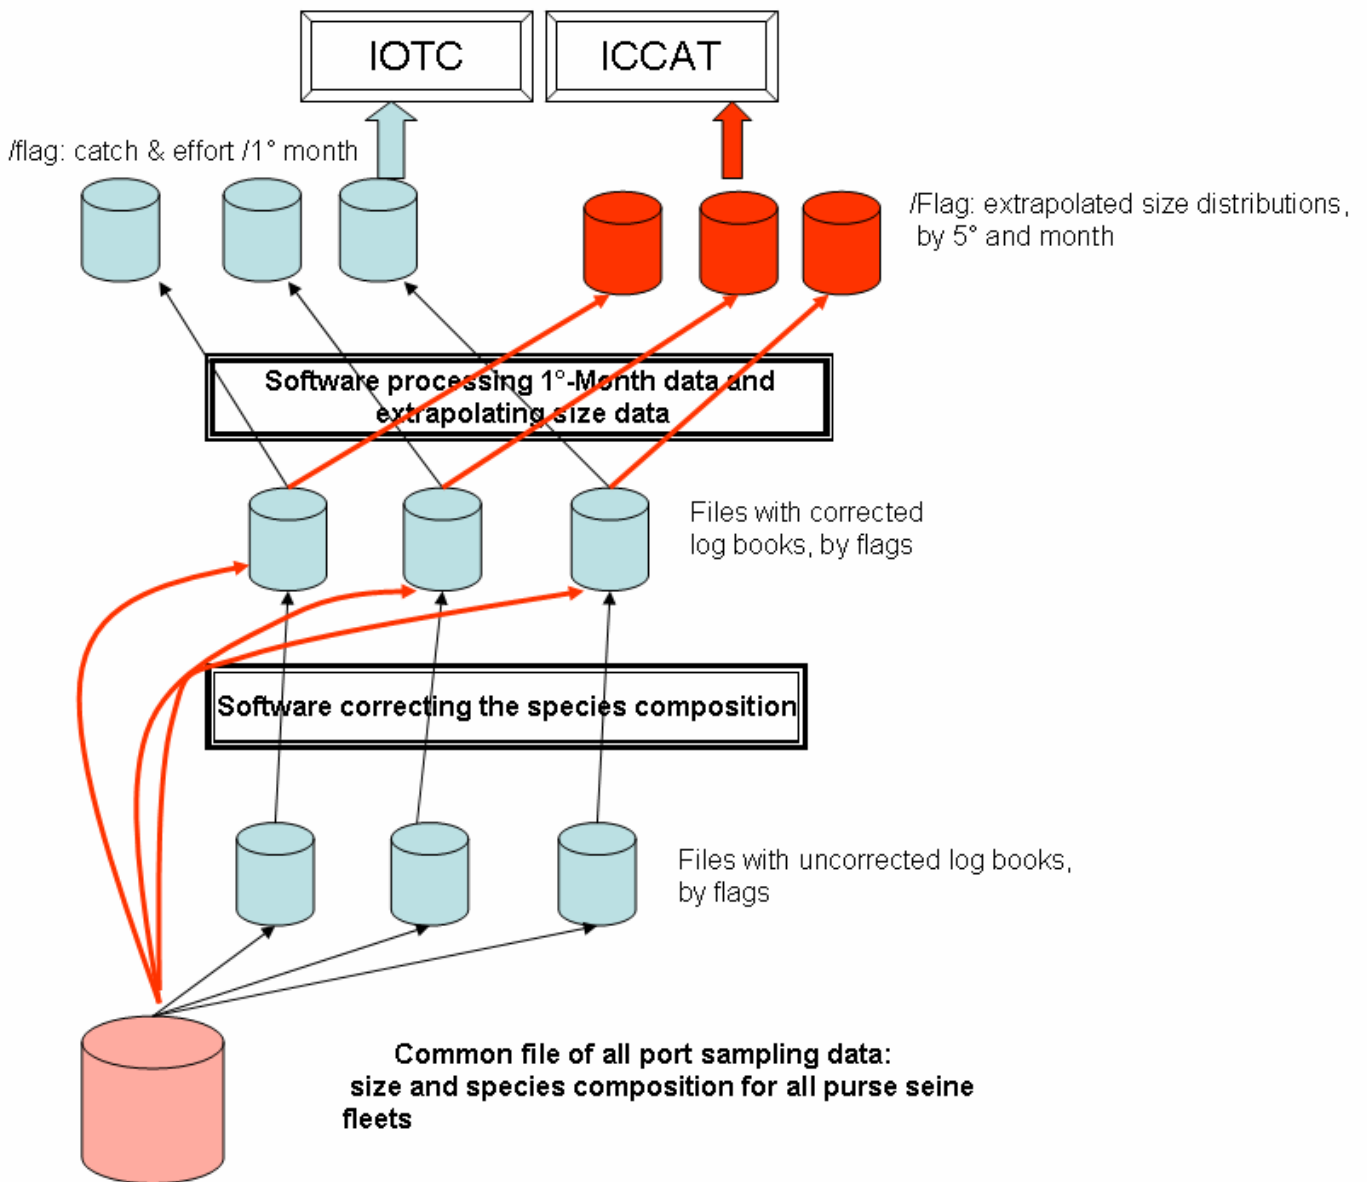 IOTC
ICCAT
/flag: catch & effort /1° month
/Flag: extrapolated size distributions,
by 5° and month
Software processing 1°-Month data and
extrapolating size data
Files with corrected
log books, by flags
Software correcting the species composition
Files with uncorrected log books,
by flags
Common file of all port sampling data:
size and species composition for all purse seine
fleets